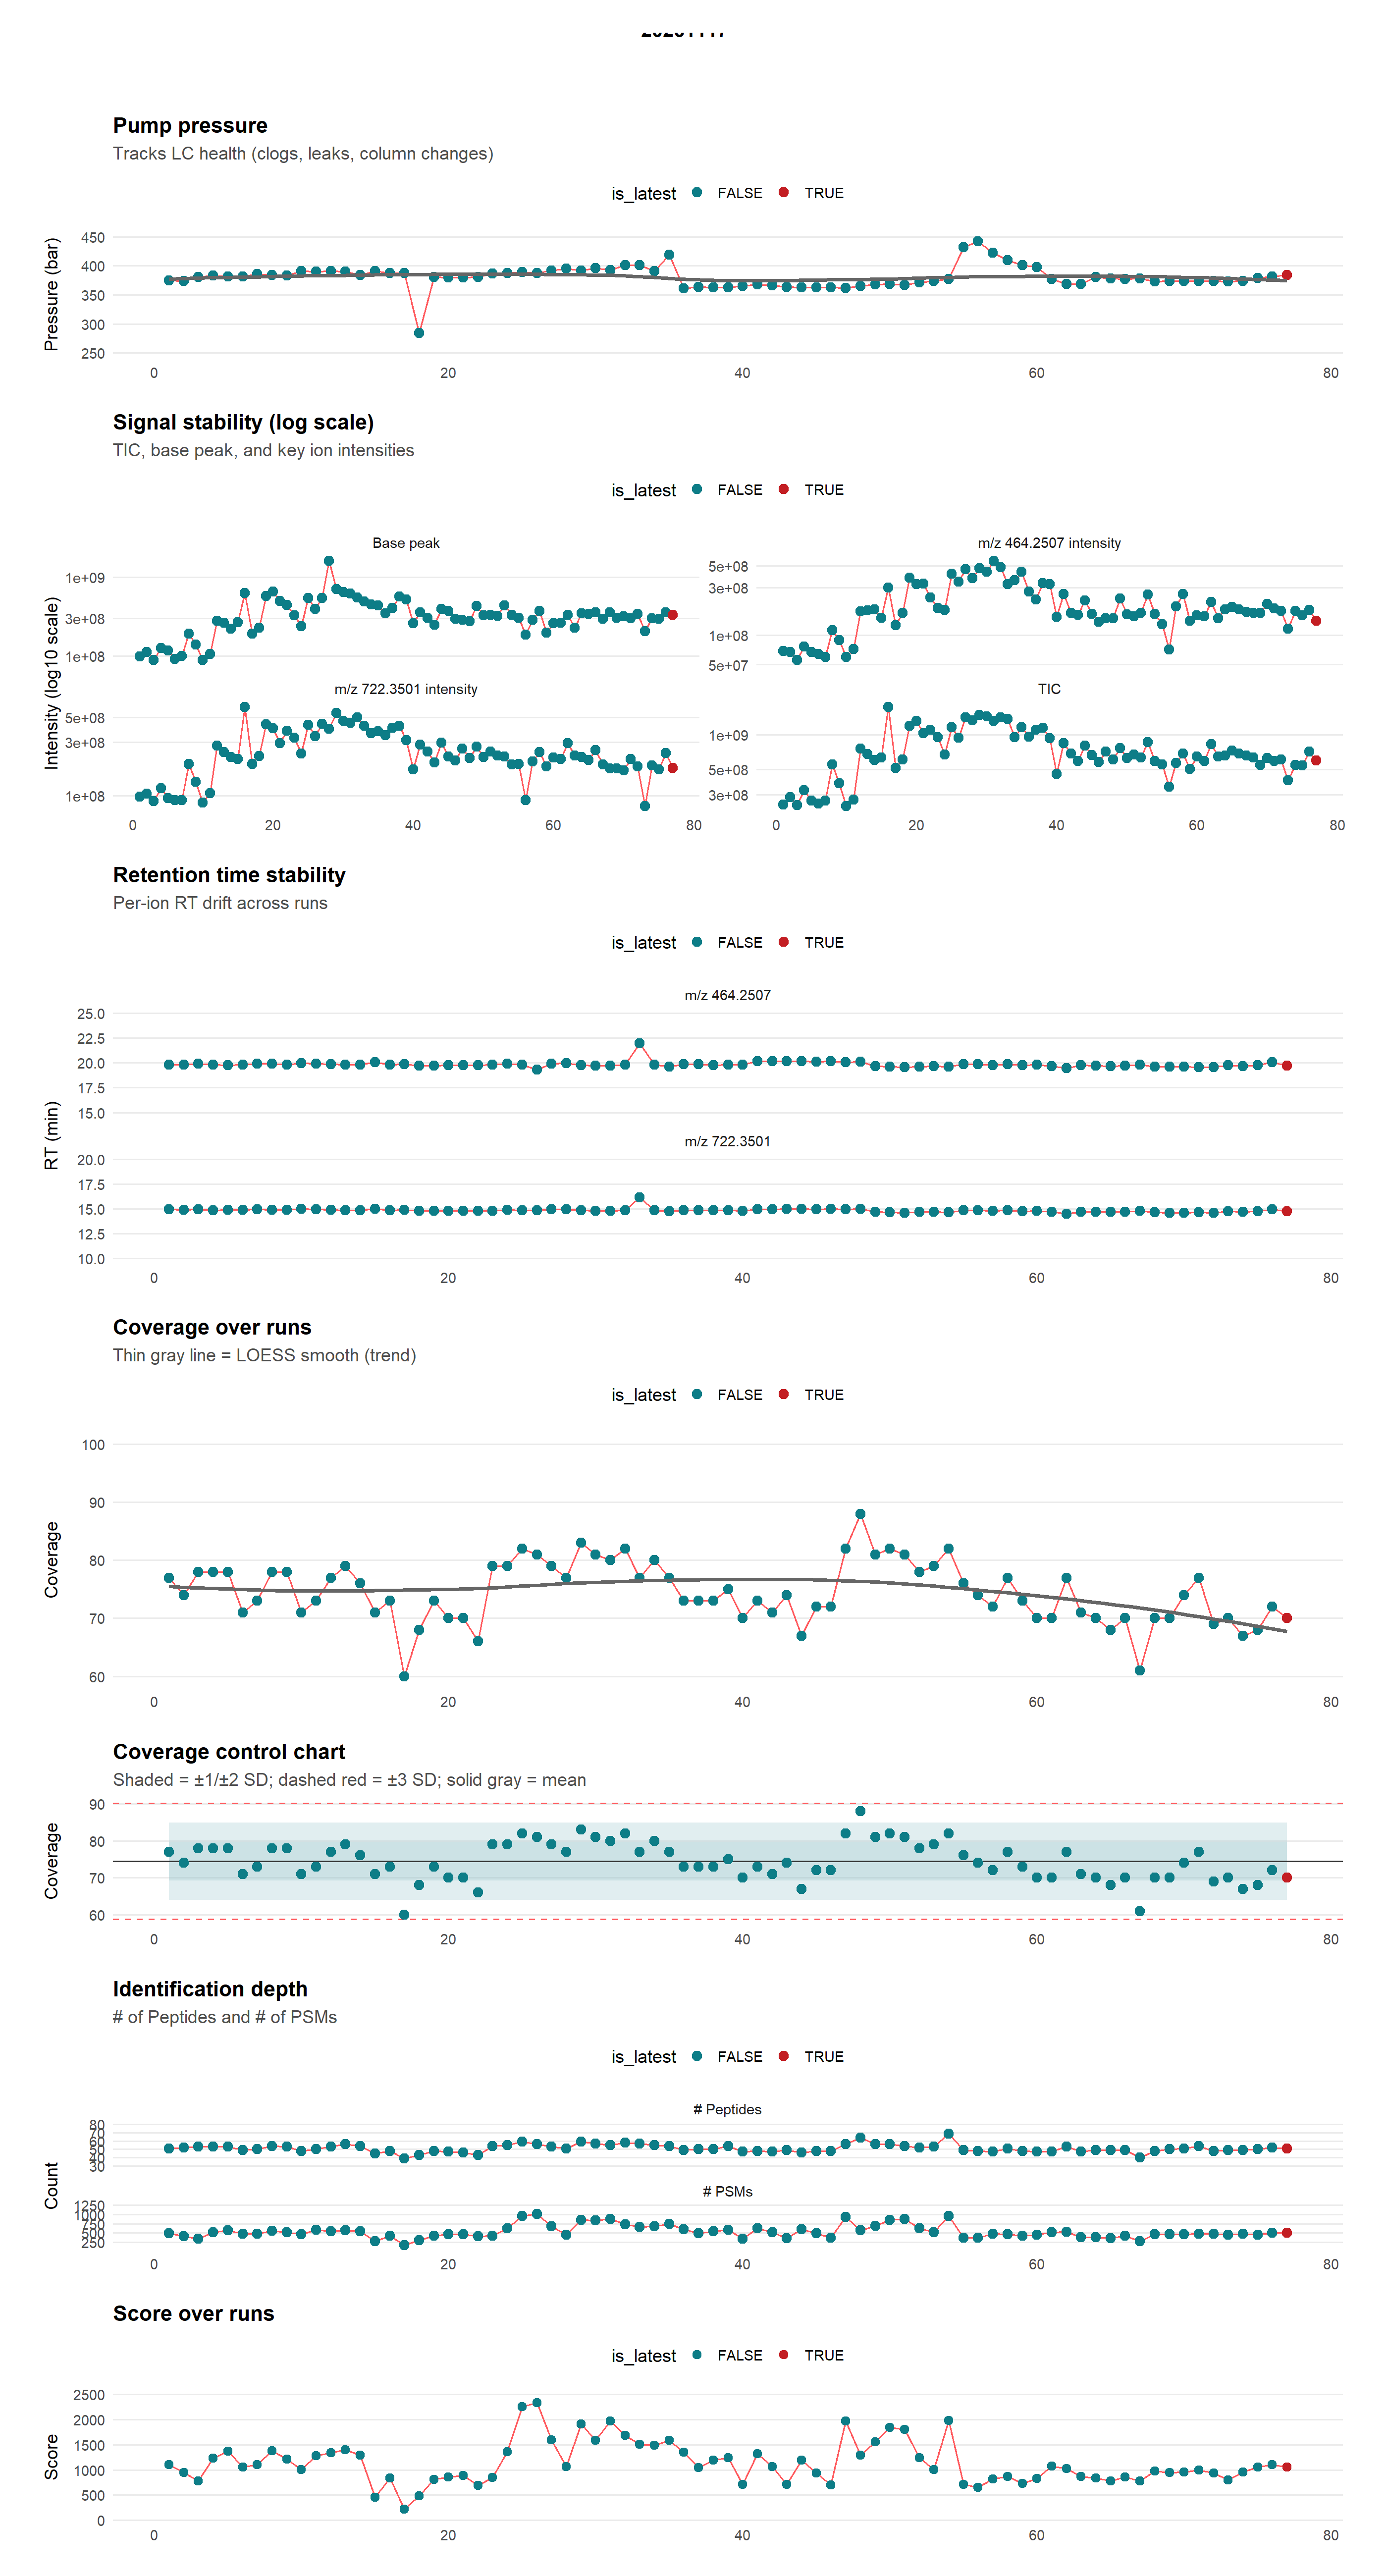 Pump pressure
Tracks LC health (clogs, leaks, column changes)
is_latest FALSE TRUE
Pressure (bar)
450
400
350
300
250
0 20 40 60 80
Signal stability (log scale)
TIC, base peak, and key ion intensities
is_latest FALSE TRUE
Intensity (log10 scale)
Base peak
1e+09
3e+08
1e+08
m/z 464.2507 intensity
5e+08
3e+08
1e+08
5e+07
m/z 722.3501 intensity
5e+08
3e+08
1e+08
0 20 40 60 80
TIC
1e+09
5e+08
3e+08
0 20 40 60 80
Retention time stability
Per-ion RT drift across runs
is_latest FALSE TRUE
RT (min)
m/z 464.2507
25.0
22.5
20.0
17.5
15.0
m/z 722.3501
20.0
17.5
15.0
12.5
10.0
0 20 40 60 80
Coverage over runs
Thin gray line = LOESS smooth (trend)
is_latest FALSE TRUE
Coverage
100
90
80
70
60
0 20 40 60 80
Coverage control chart
Shaded = ±1/±2 SD; dashed red = ±3 SD; solid gray = mean
Coverage
90
80
70
60
0 20 40 60 80
Identification depth
# of Peptides and # of PSMs
is_latest FALSE TRUE
Count
# Peptides
80
70
60
50
40
30
# PSMs
1250
1000
750
500
250
0 20 40 60 80
Score over runs
is_latest FALSE TRUE
Score
2500
2000
1500
1000
500
0
0 20 40 60 80